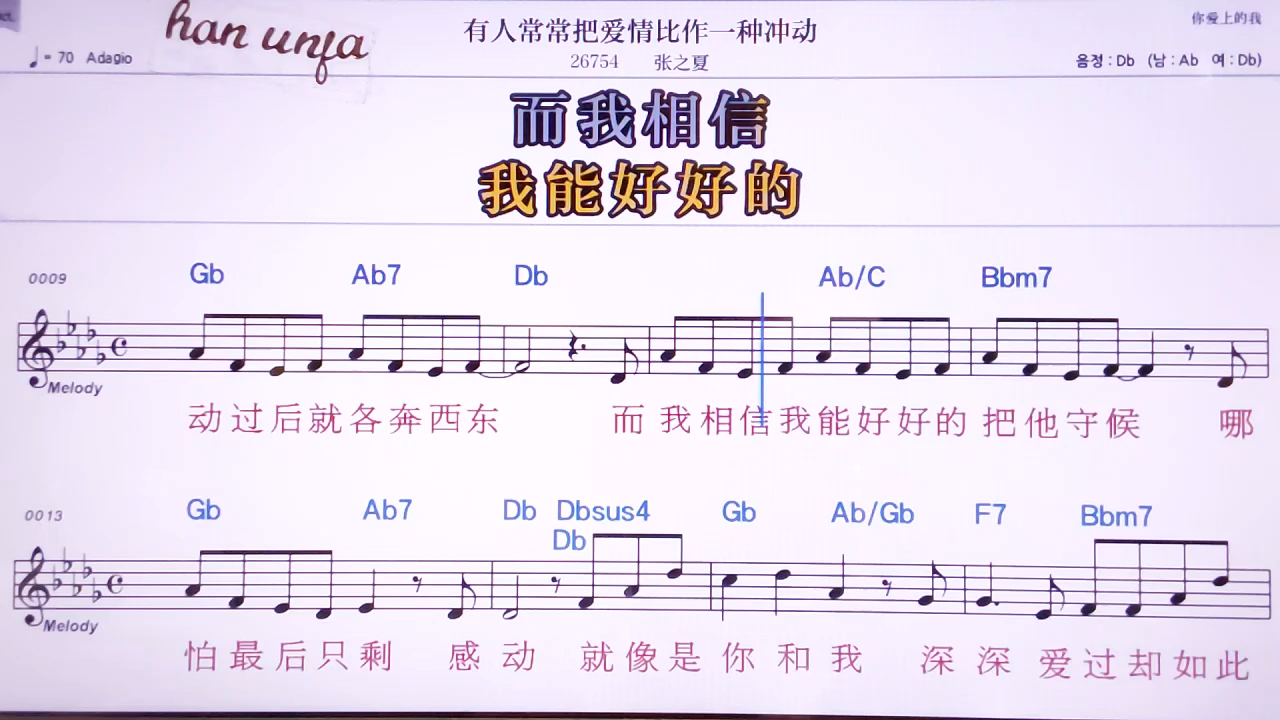 你爱上的我
有人常常把爱情比作一种冲动
han unja
♩= 70 Adagio
26754 张之夏
음정 : Db (남 : Ab 여 : Db)
而我相信
我能好好的
0009 Gb Ab7 Db Ab/C Bbm7
Melody
动过后就各奔西东 而我相信我能好好的把他守候 哪
0013 Gb Ab7 Db Dbsus4 Gb Ab/Gb F7 Bbm7
Db
Melody
怕最后只剩 感动 就像是你和我 深深爱过却如此